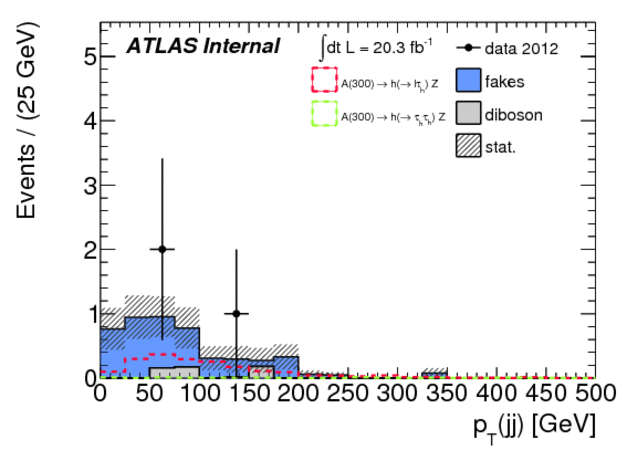 ATLAS Internal
∫dt L = 20.3 fb⁻¹
data 2012
A(300) → h(→ lτₕ) Z
fakes
A(300) → h(→ τₕτₕ) Z
diboson
stat.
Events / (25 GeV)
5
4
3
2
1
0
0 50 100 150 200 250 300 350 400 450 500
p_T(jj) [GeV]